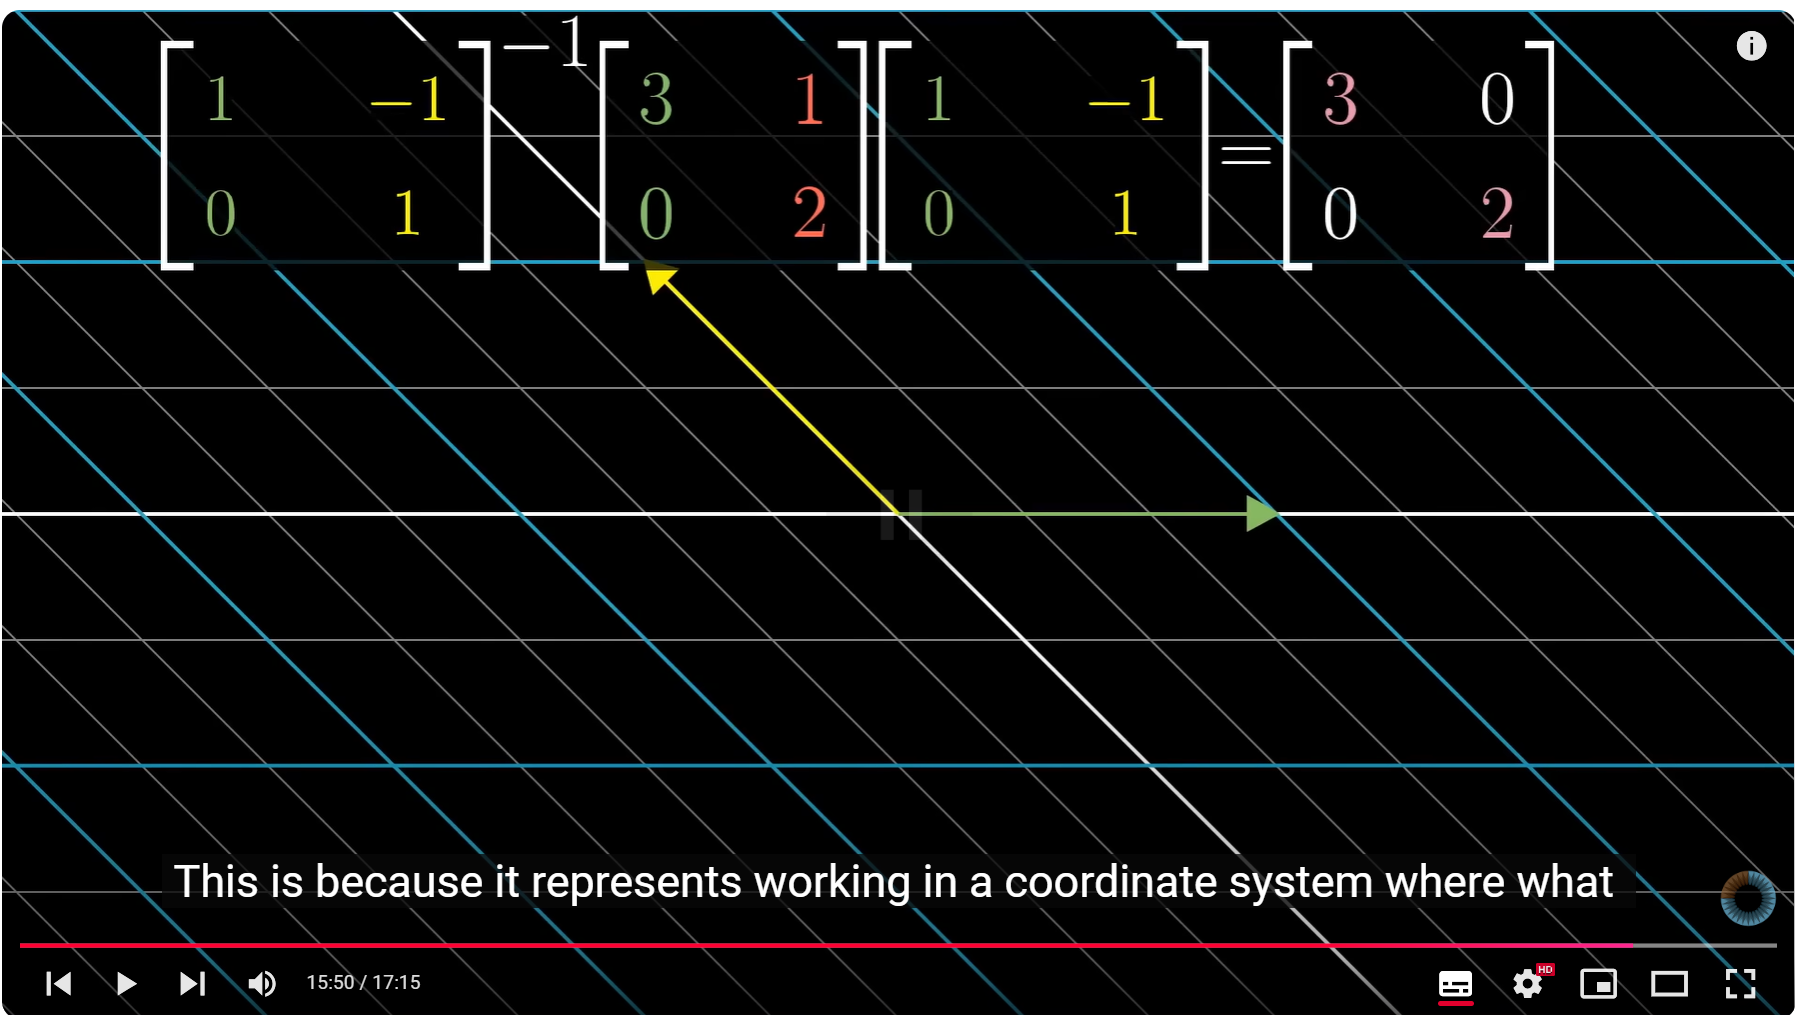 [1 −1 0 1]⁻¹ [3 1 0 2] [1 −1 0 1] = [3 0 0 2]
This is because it represents working in a coordinate system where what
15:50 / 17:15
HD